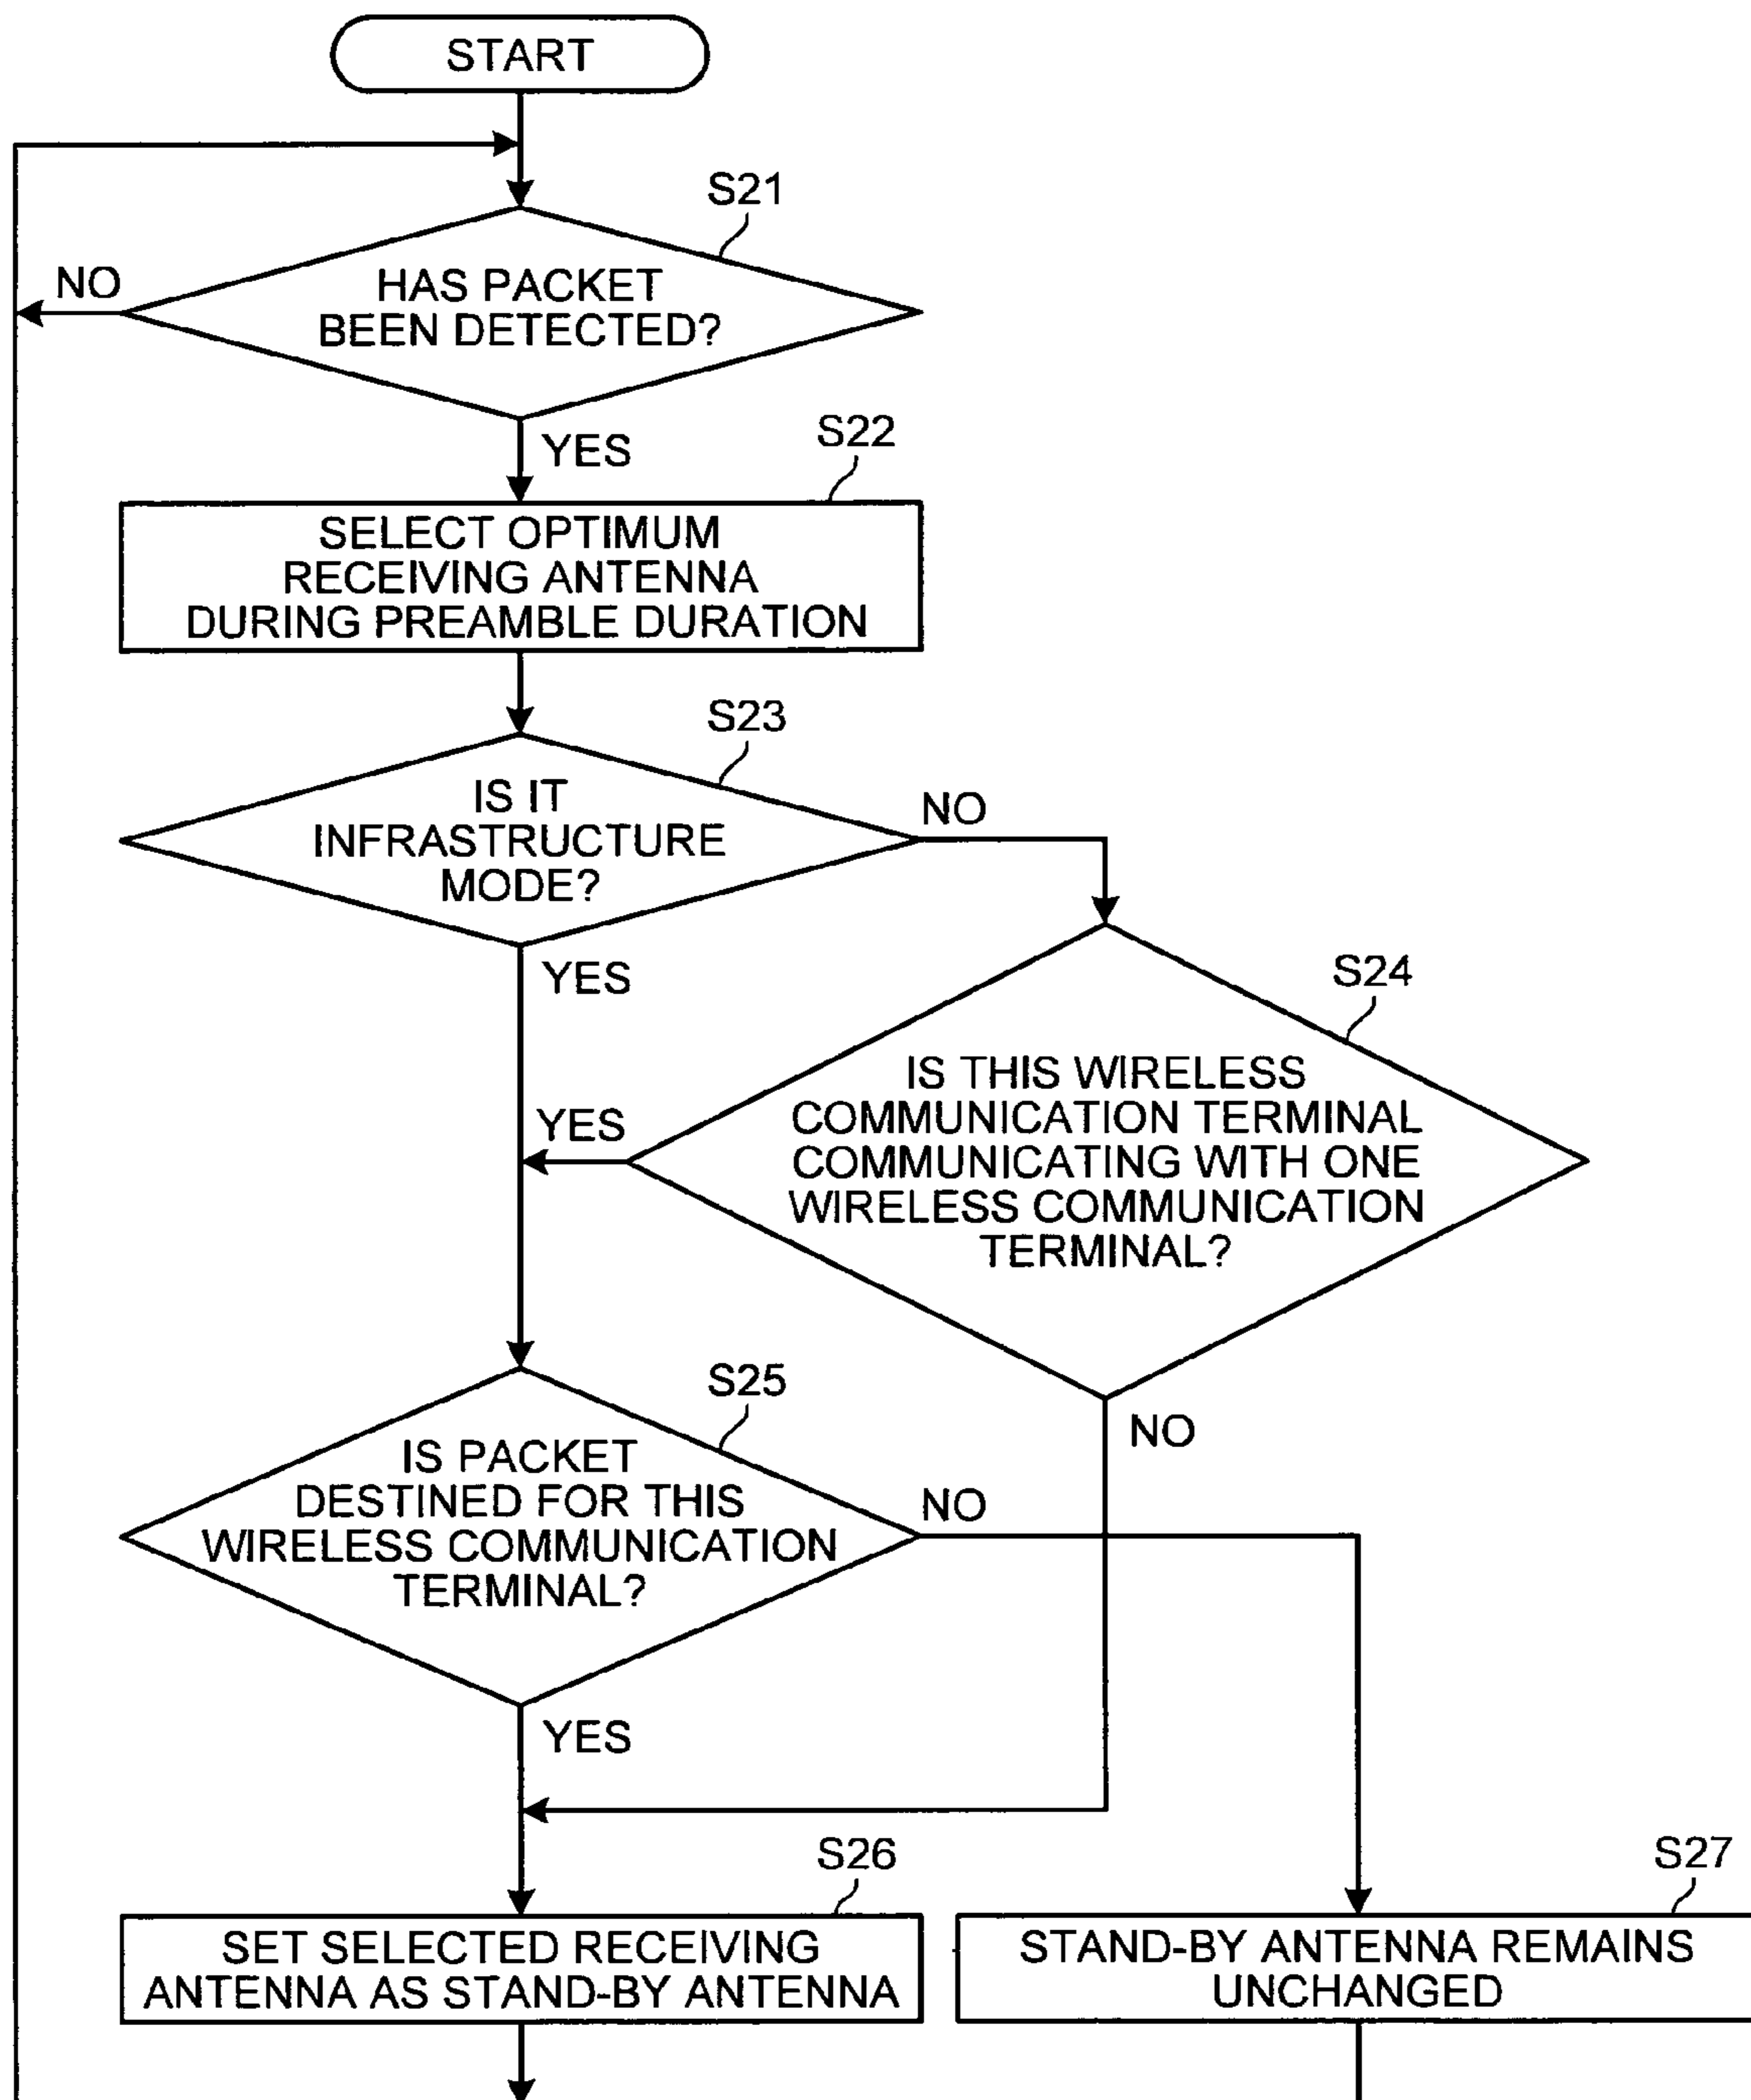 START
S21
HAS PACKET
BEEN DETECTED?
NO
YES
S22
SELECT OPTIMUM
RECEIVING ANTENNA
DURING PREAMBLE DURATION
S23
IS IT
INFRASTRUCTURE
MODE?
NO
YES
S24
IS THIS WIRELESS
COMMUNICATION TERMINAL
COMMUNICATING WITH ONE
WIRELESS COMMUNICATION
TERMINAL?
YES
NO
S25
IS PACKET
DESTINED FOR THIS
WIRELESS COMMUNICATION
TERMINAL?
NO
YES
S26
SET SELECTED RECEIVING
ANTENNA AS STAND-BY ANTENNA
S27
STAND-BY ANTENNA REMAINS
UNCHANGED